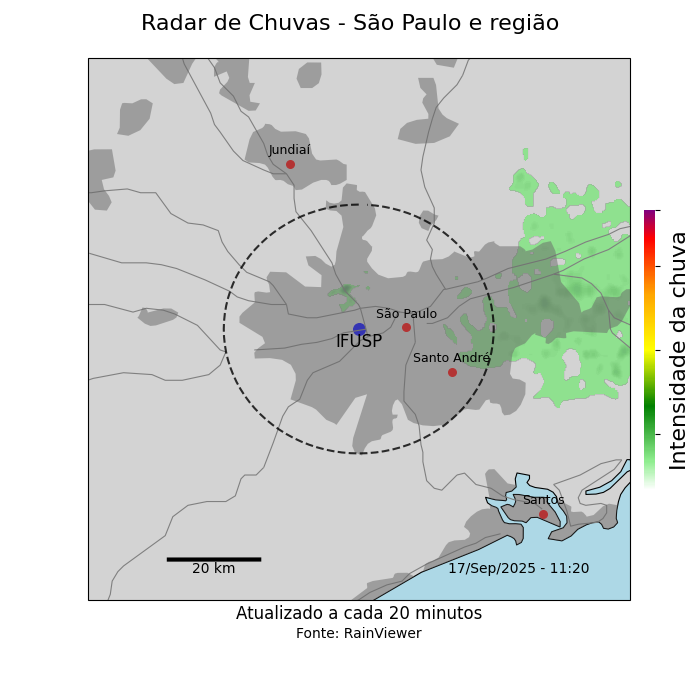 Radar de Chuvas - São Paulo e região
Jundiaí
São Paulo
IFUSP
Santo André
Santos
20 km
17/Sep/2025 - 11:20
Intensidade da chuva
Atualizado a cada 20 minutos
Fonte: RainViewer